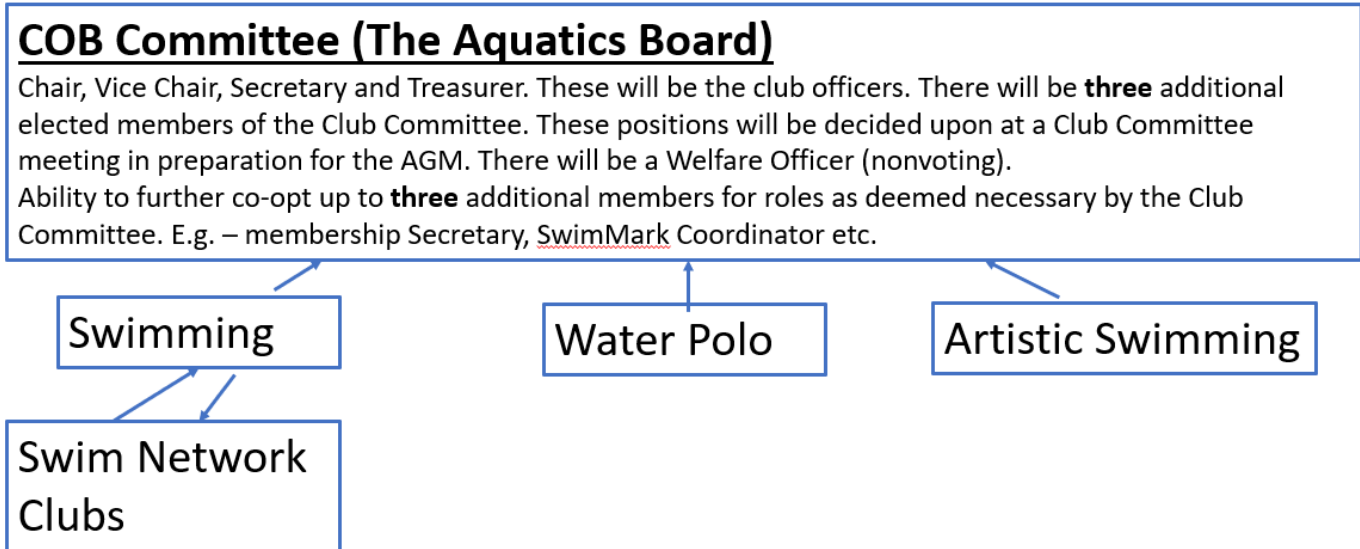 COB Committee (The Aquatics Board)
Chair, Vice Chair, Secretary and Treasurer. These will be the club officers. There will be three additional
elected members of the Club Committee. These positions will be decided upon at a Club Committee
meeting in preparation for the AGM. There will be a Welfare Officer (nonvoting).
Ability to further co-opt up to three additional members for roles as deemed necessary by the Club
Committee. E.g. – membership Secretary, SwimMark Coordinator etc.
Swimming
Water Polo
Artistic Swimming
Swim Network
Clubs